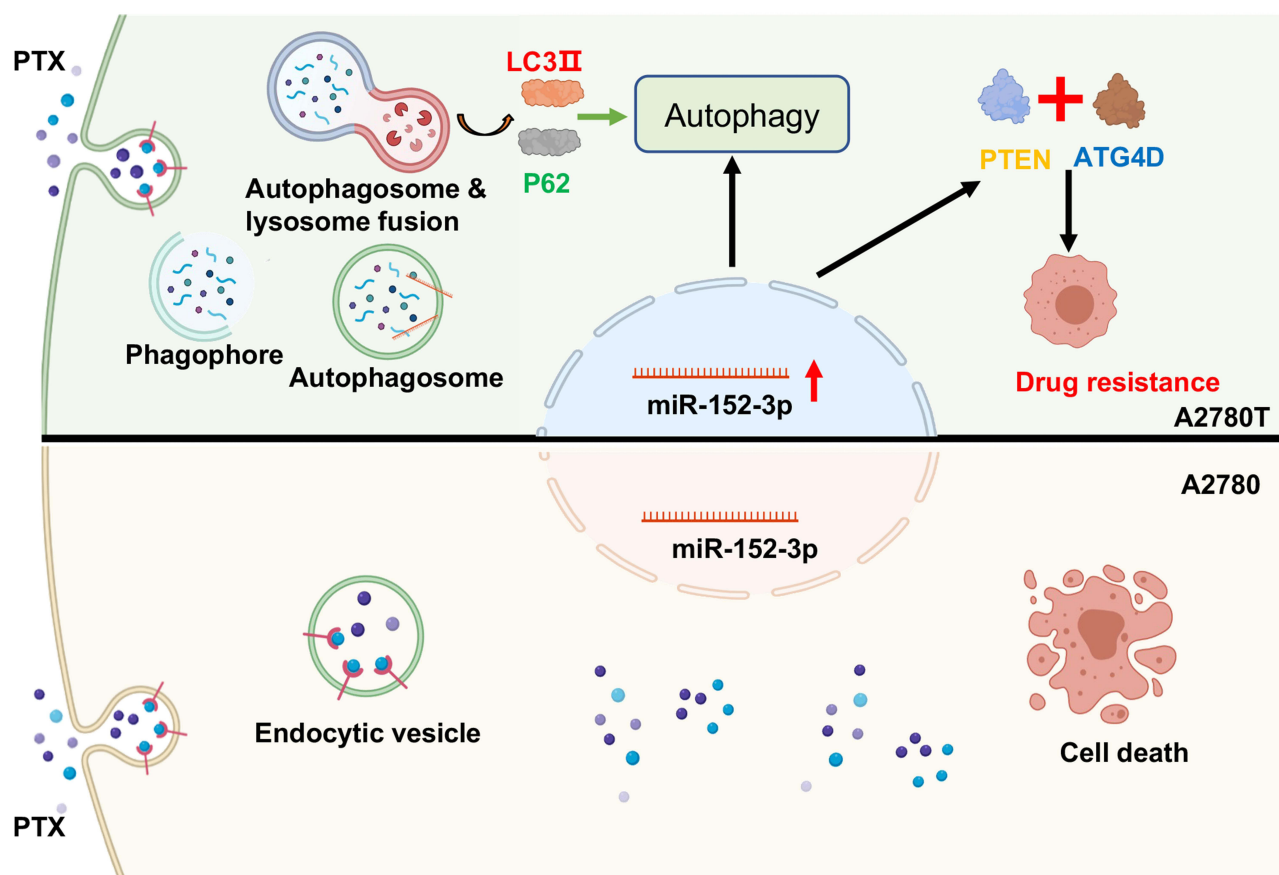 PTX
LC3Ⅱ
Autophagy
P62
PTEN
ATG4D
Autophagosome &
lysosome fusion
Phagophore
Autophagosome
miR-152-3p
Drug resistance
A2780T
A2780
miR-152-3p
Endocytic vesicle
Cell death
PTX